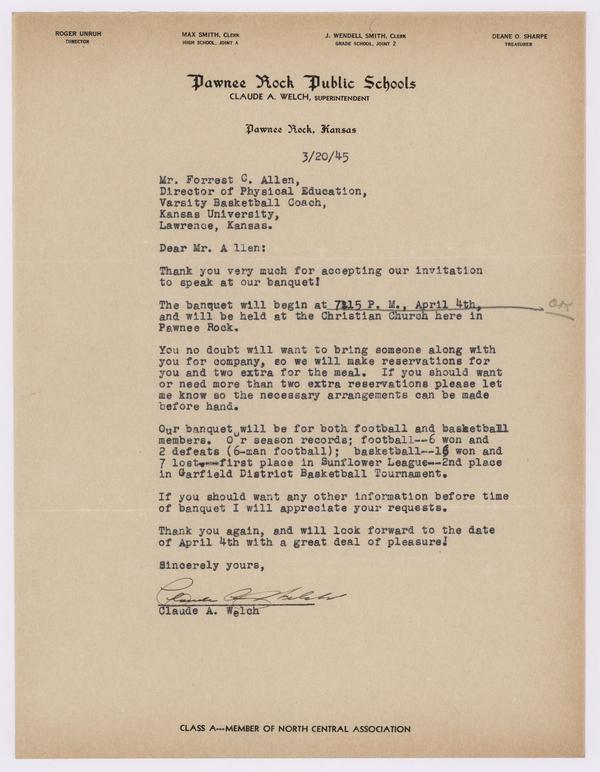 ROGER UNRUH
DIRECTOR
MAX SMITH, CLERK
HIGH SCHOOL, JOINT A
J. WENDELL SMITH, CLERK
GRADE SCHOOL, JOINT 2
DEANE O. SHARPE
TREASURER
Pawnee Rock Public Schools
CLAUDE A. WELCH, SUPERINTENDENT
Pawnee Rock, Kansas
3/20/45
Mr. Forrest C. Allen,
Director of Physical Education,
Varsity Basketball Coach,
Kansas University,
Lawrence, Kansas.
Dear Mr. A llen:
Thank you very much for accepting our invitation
to speak at our banquet!
The banquet will begin at 7:15 P. M., April 4th, OK
and will be held at the Christian Church here in
Pawnee Rock.
You no doubt will want to bring someone along with
you for company, so we will make reservations for
you and two extra for the meal. If you should want
or need more than two extra reservations please let
me know so the necessary arrangements can be made
before hand.
Our banquet will be for both football and basketball
members. Our season records; football--6 won and
2 defeats (6-man football); basketball-- won and
7 lost--first place in Sunflower League--2nd place
in Garfield District Basketball Tournament.
If you should want any other information before time
of banquet I will appreciate your requests.
Thank you again, and will look forward to the date
of April 4th with a great deal of pleasure!
Sincerely yours,
Claude A. Welch
Claude A. Welch
CLASS A---MEMBER OF NORTH CENTRAL ASSOCIATION